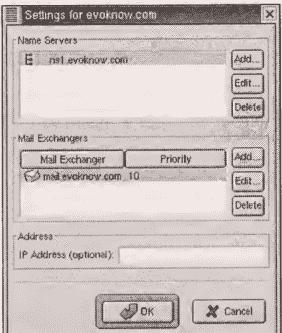 Settings for evoknow.com
Name Servers
ns1.evoknow.com
Add...
Edit...
Delete
Mail Exchangers
Mail Exchanger Priority
mail.evoknow.com 10
Add...
Edit...
Delete
Address
IP Address (optional):
OK Cancel